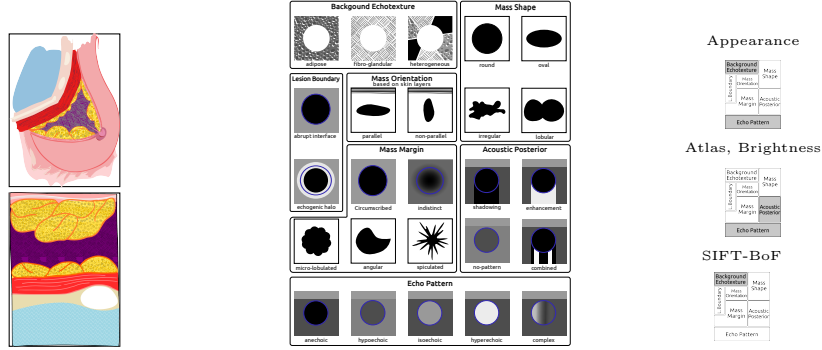 Backgound Echotexture
adipose
fibro-glandular
heterogeneous
Mass Shape
round
oval
irregular
lobular
Lesion Boundary
abrupt interface
echogenic halo
Mass Orientation
based on skin layers
parallel
non-parallel
Mass Margin
Circumscribed
indistinct
micro-lobulated
angular
spiculated
Acoustic Posterior
shadowing
enhancement
no-pattern
combined
Echo Pattern
anechoic
hypoechoic
isoechoic
hyperechoic
complex
Appearance
Background
Echotexture
Mass
Shape
L. Boundary
Mass
Orientation
Mass
Margin
Acoustic
Posterior
Echo Pattern
Atlas, Brightness
Background
Echotexture
Mass
Shape
L. Boundary
Mass
Orientation
Mass
Margin
Acoustic
Posterior
Echo Pattern
SIFT-BoF
Background
Echotexture
Mass
Shape
L. Boundary
Mass
Orientation
Mass
Margin
Acoustic
Posterior
Echo Pattern